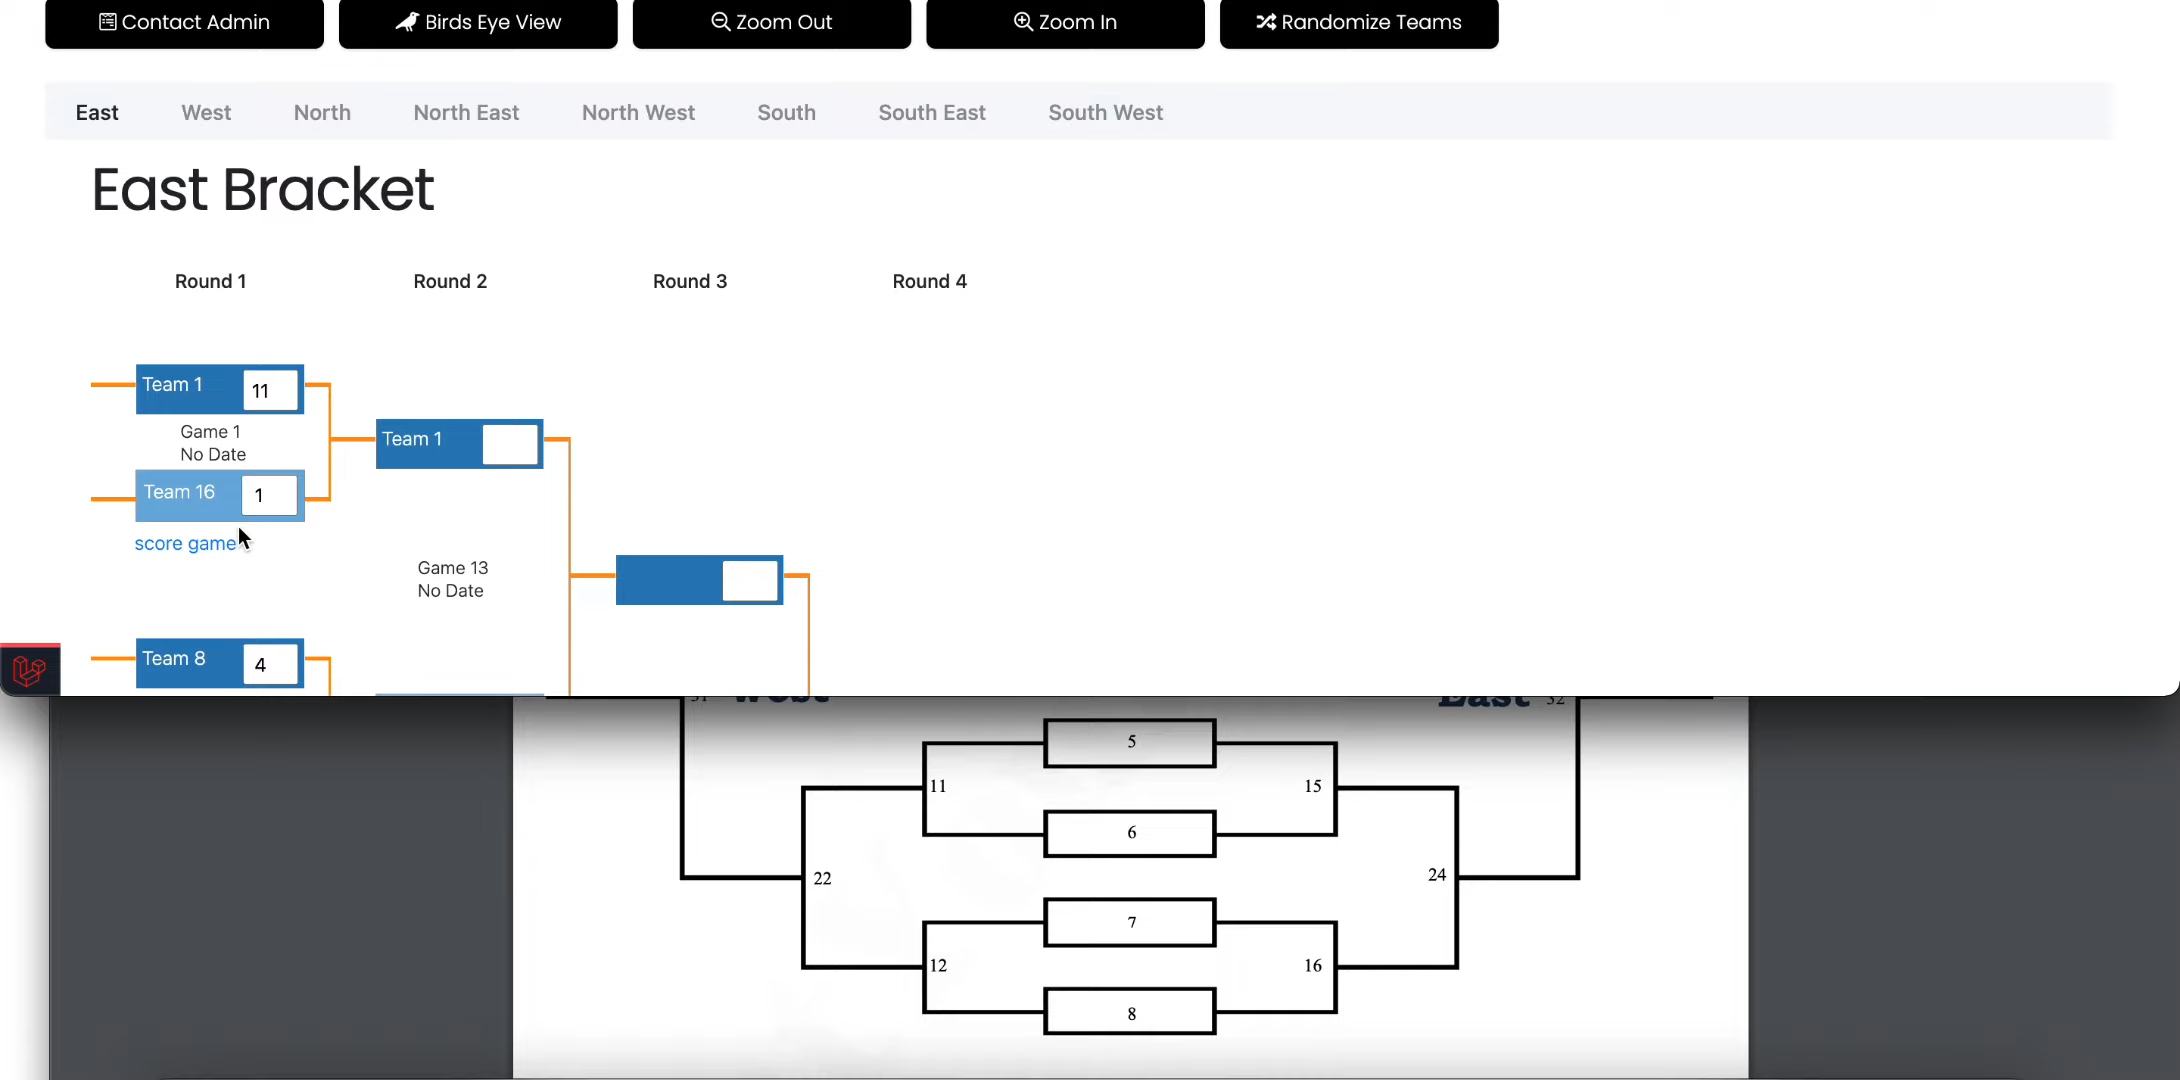 Contact Admin
Birds Eye View
Zoom Out
Zoom In
Randomize Teams
East
West
North
North East
North West
South
South East
South West
East Bracket
Round 1
Round 2
Round 3
Round 4
Team 1
11
Game 1
No Date
Team 1
Team 16
1
score game
Game 13
No Date
Team 8
4
West
East
32
5
11
15
6
22
24
7
12
16
8